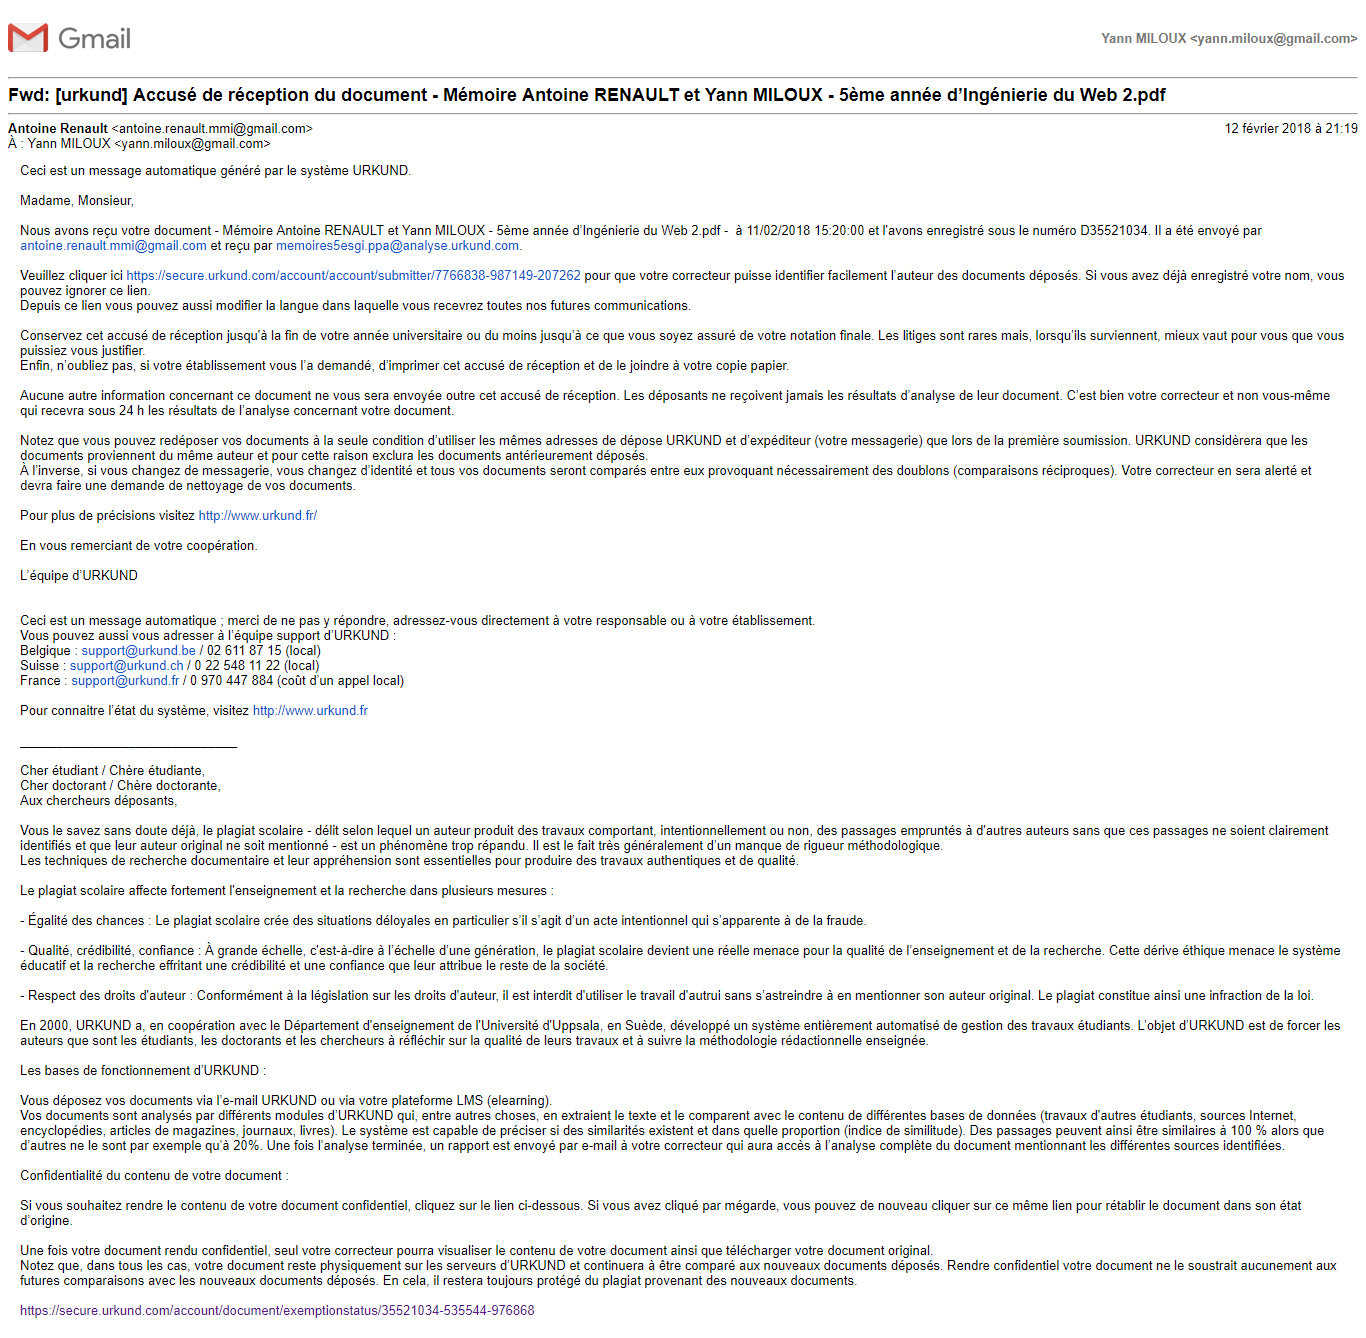 Gmail
Yann MILOUX <yann.miloux@gmail.com>
Fwd: [urkund] Accusé de réception du document - Mémoire Antoine RENAULT et Yann MILOUX - 5ème année d’Ingénierie du Web 2.pdf
Antoine Renault <antoine.renault.mmi@gmail.com>
12 février 2018 à 21:19
À : Yann MILOUX <yann.miloux@gmail.com>
Ceci est un message automatique généré par le système URKUND.
Madame, Monsieur,
Nous avons reçu votre document - Mémoire Antoine RENAULT et Yann MILOUX - 5ème année d’Ingénierie du Web 2.pdf - à 11/02/2018 15:20:00 et l'avons enregistré sous le numéro D35521034. Il a été envoyé par
antoine.renault.mmi@gmail.com et reçu par memoires5esgi.ppa@analyse.urkund.com.
Veuillez cliquer ici https://secure.urkund.com/account/account/submitter/7766838-987149-207262 pour que votre correcteur puisse identifier facilement l’auteur des documents déposés. Si vous avez déjà enregistré votre nom, vous
pouvez ignorer ce lien.
Depuis ce lien vous pouvez aussi modifier la langue dans laquelle vous recevrez toutes nos futures communications.
Conservez cet accusé de réception jusqu’à la fin de votre année universitaire ou du moins jusqu’à ce que vous soyez assuré de votre notation finale. Les litiges sont rares mais, lorsqu’ils surviennent, mieux vaut pour vous que vous
puissiez vous justifier.
Enfin, n’oubliez pas, si votre établissement vous l’a demandé, d’imprimer cet accusé de réception et de le joindre à votre copie papier.
Aucune autre information concernant ce document ne vous sera envoyée outre cet accusé de réception. Les déposants ne reçoivent jamais les résultats d’analyse de leur document. C’est bien votre correcteur et non vous-même
qui recevra sous 24 h les résultats de l’analyse concernant votre document.
Notez que vous pouvez redéposer vos documents à la seule condition d’utiliser les mêmes adresses de dépose URKUND et d’expéditeur (votre messagerie) que lors de la première soumission. URKUND considèrera que les
documents proviennent du même auteur et pour cette raison exclura les documents antérieurement déposés.
À l’inverse, si vous changez de messagerie, vous changez d’identité et tous vos documents seront comparés entre eux provoquant nécessairement des doublons (comparaisons réciproques). Votre correcteur en sera alerté et
devra faire une demande de nettoyage de vos documents.
Pour plus de précisions visitez http://www.urkund.fr/
En vous remerciant de votre coopération.
L’équipe d’URKUND
Ceci est un message automatique ; merci de ne pas y répondre, adressez-vous directement à votre responsable ou à votre établissement.
Vous pouvez aussi vous adresser à l’équipe support d’URKUND :
Belgique : support@urkund.be / 02 611 87 15 (local)
Suisse : support@urkund.ch / 0 22 548 11 22 (local)
France : support@urkund.fr / 0 970 447 884 (coût d’un appel local)
Pour connaitre l’état du système, visitez http://www.urkund.fr
______________________________
Cher étudiant / Chère étudiante,
Cher doctorant / Chère doctorante,
Aux chercheurs déposants,
Vous le savez sans doute déjà, le plagiat scolaire - délit selon lequel un auteur produit des travaux comportant, intentionnellement ou non, des passages empruntés à d'autres auteurs sans que ces passages ne soient clairement
identifiés et que leur auteur original ne soit mentionné - est un phénomène trop répandu. Il est le fait très généralement d’un manque de rigueur méthodologique.
Les techniques de recherche documentaire et leur appréhension sont essentielles pour produire des travaux authentiques et de qualité.
Le plagiat scolaire affecte fortement l'enseignement et la recherche dans plusieurs mesures :
- Égalité des chances : Le plagiat scolaire crée des situations déloyales en particulier s’il s’agit d’un acte intentionnel qui s’apparente à de la fraude.
- Qualité, crédibilité, confiance : À grande échelle, c'est-à-dire à l’échelle d’une génération, le plagiat scolaire devient une réelle menace pour la qualité de l’enseignement et de la recherche. Cette dérive éthique menace le système
éducatif et la recherche effritant une crédibilité et une confiance que leur attribue le reste de la société.
- Respect des droits d'auteur : Conformément à la législation sur les droits d'auteur, il est interdit d'utiliser le travail d'autrui sans s’astreindre à en mentionner son auteur original. Le plagiat constitue ainsi une infraction de la loi.
En 2000, URKUND a, en coopération avec le Département d'enseignement de l'Université d'Uppsala, en Suède, développé un système entièrement automatisé de gestion des travaux étudiants. L’objet d’URKUND est de forcer les
auteurs que sont les étudiants, les doctorants et les chercheurs à réfléchir sur la qualité de leurs travaux et à suivre la méthodologie rédactionnelle enseignée.
Les bases de fonctionnement d’URKUND :
Vous déposez vos documents via l’e-mail URKUND ou via votre plateforme LMS (elearning).
Vos documents sont analysés par différents modules d’URKUND qui, entre autres choses, en extraient le texte et le comparent avec le contenu de différentes bases de données (travaux d'autres étudiants, sources Internet,
encyclopédies, articles de magazines, journaux, livres). Le système est capable de préciser si des similarités existent et dans quelle proportion (indice de similitude). Des passages peuvent ainsi être similaires à 100 % alors que
d’autres ne le sont par exemple qu’à 20%. Une fois l’analyse terminée, un rapport est envoyé par e-mail à votre correcteur qui aura accès à l’analyse complète du document mentionnant les différentes sources identifiées.
Confidentialité du contenu de votre document :
Si vous souhaitez rendre le contenu de votre document confidentiel, cliquez sur le lien ci-dessous. Si vous avez cliqué par mégarde, vous pouvez de nouveau cliquer sur ce même lien pour rétablir le document dans son état
d’origine.
Une fois votre document rendu confidentiel, seul votre correcteur pourra visualiser le contenu de votre document ainsi que télécharger votre document original.
Notez que, dans tous les cas, votre document reste physiquement sur les serveurs d’URKUND et continuera à être comparé aux nouveaux documents déposés. Rendre confidentiel votre document ne le soustrait aucunement aux
futures comparaisons avec les nouveaux documents déposés. En cela, il restera toujours protégé du plagiat provenant des nouveaux documents.
https://secure.urkund.com/account/document/exemptionstatus/35521034-535544-976868